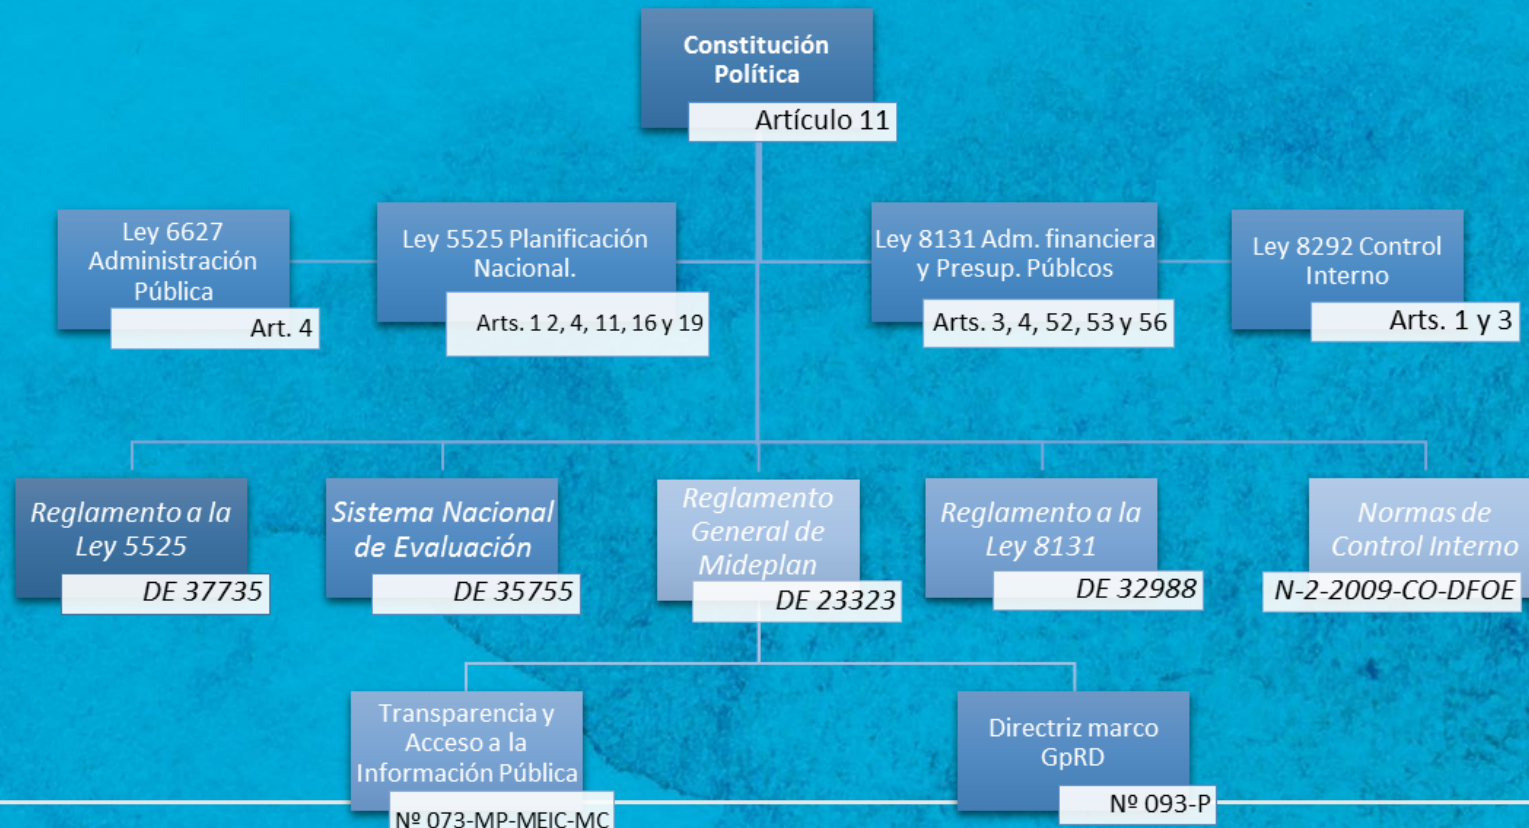 Constitución
Política
Artículo 11
Ley 6627
Administración
Pública
Art. 4
Ley 5525 Planificación
Nacional.
Arts. 1 2, 4, 11, 16 y 19
Ley 8131 Adm. financiera
y Presup. Públcos
Arts. 3, 4, 52, 53 y 56
Ley 8292 Control
Interno
Arts. 1 y 3
Reglamento a la
Ley 5525
DE 37735
Sistema Nacional
de Evaluación
DE 35755
Reglamento
General de
Mideplan
DE 23323
Reglamento a la
Ley 8131
DE 32988
Normas de
Control Interno
N-2-2009-CO-DFOE
Transparencia y
Acceso a la
Información Pública
Nº 073-MP-MEIC-MC
Directriz marco
GpRD
Nº 093-P